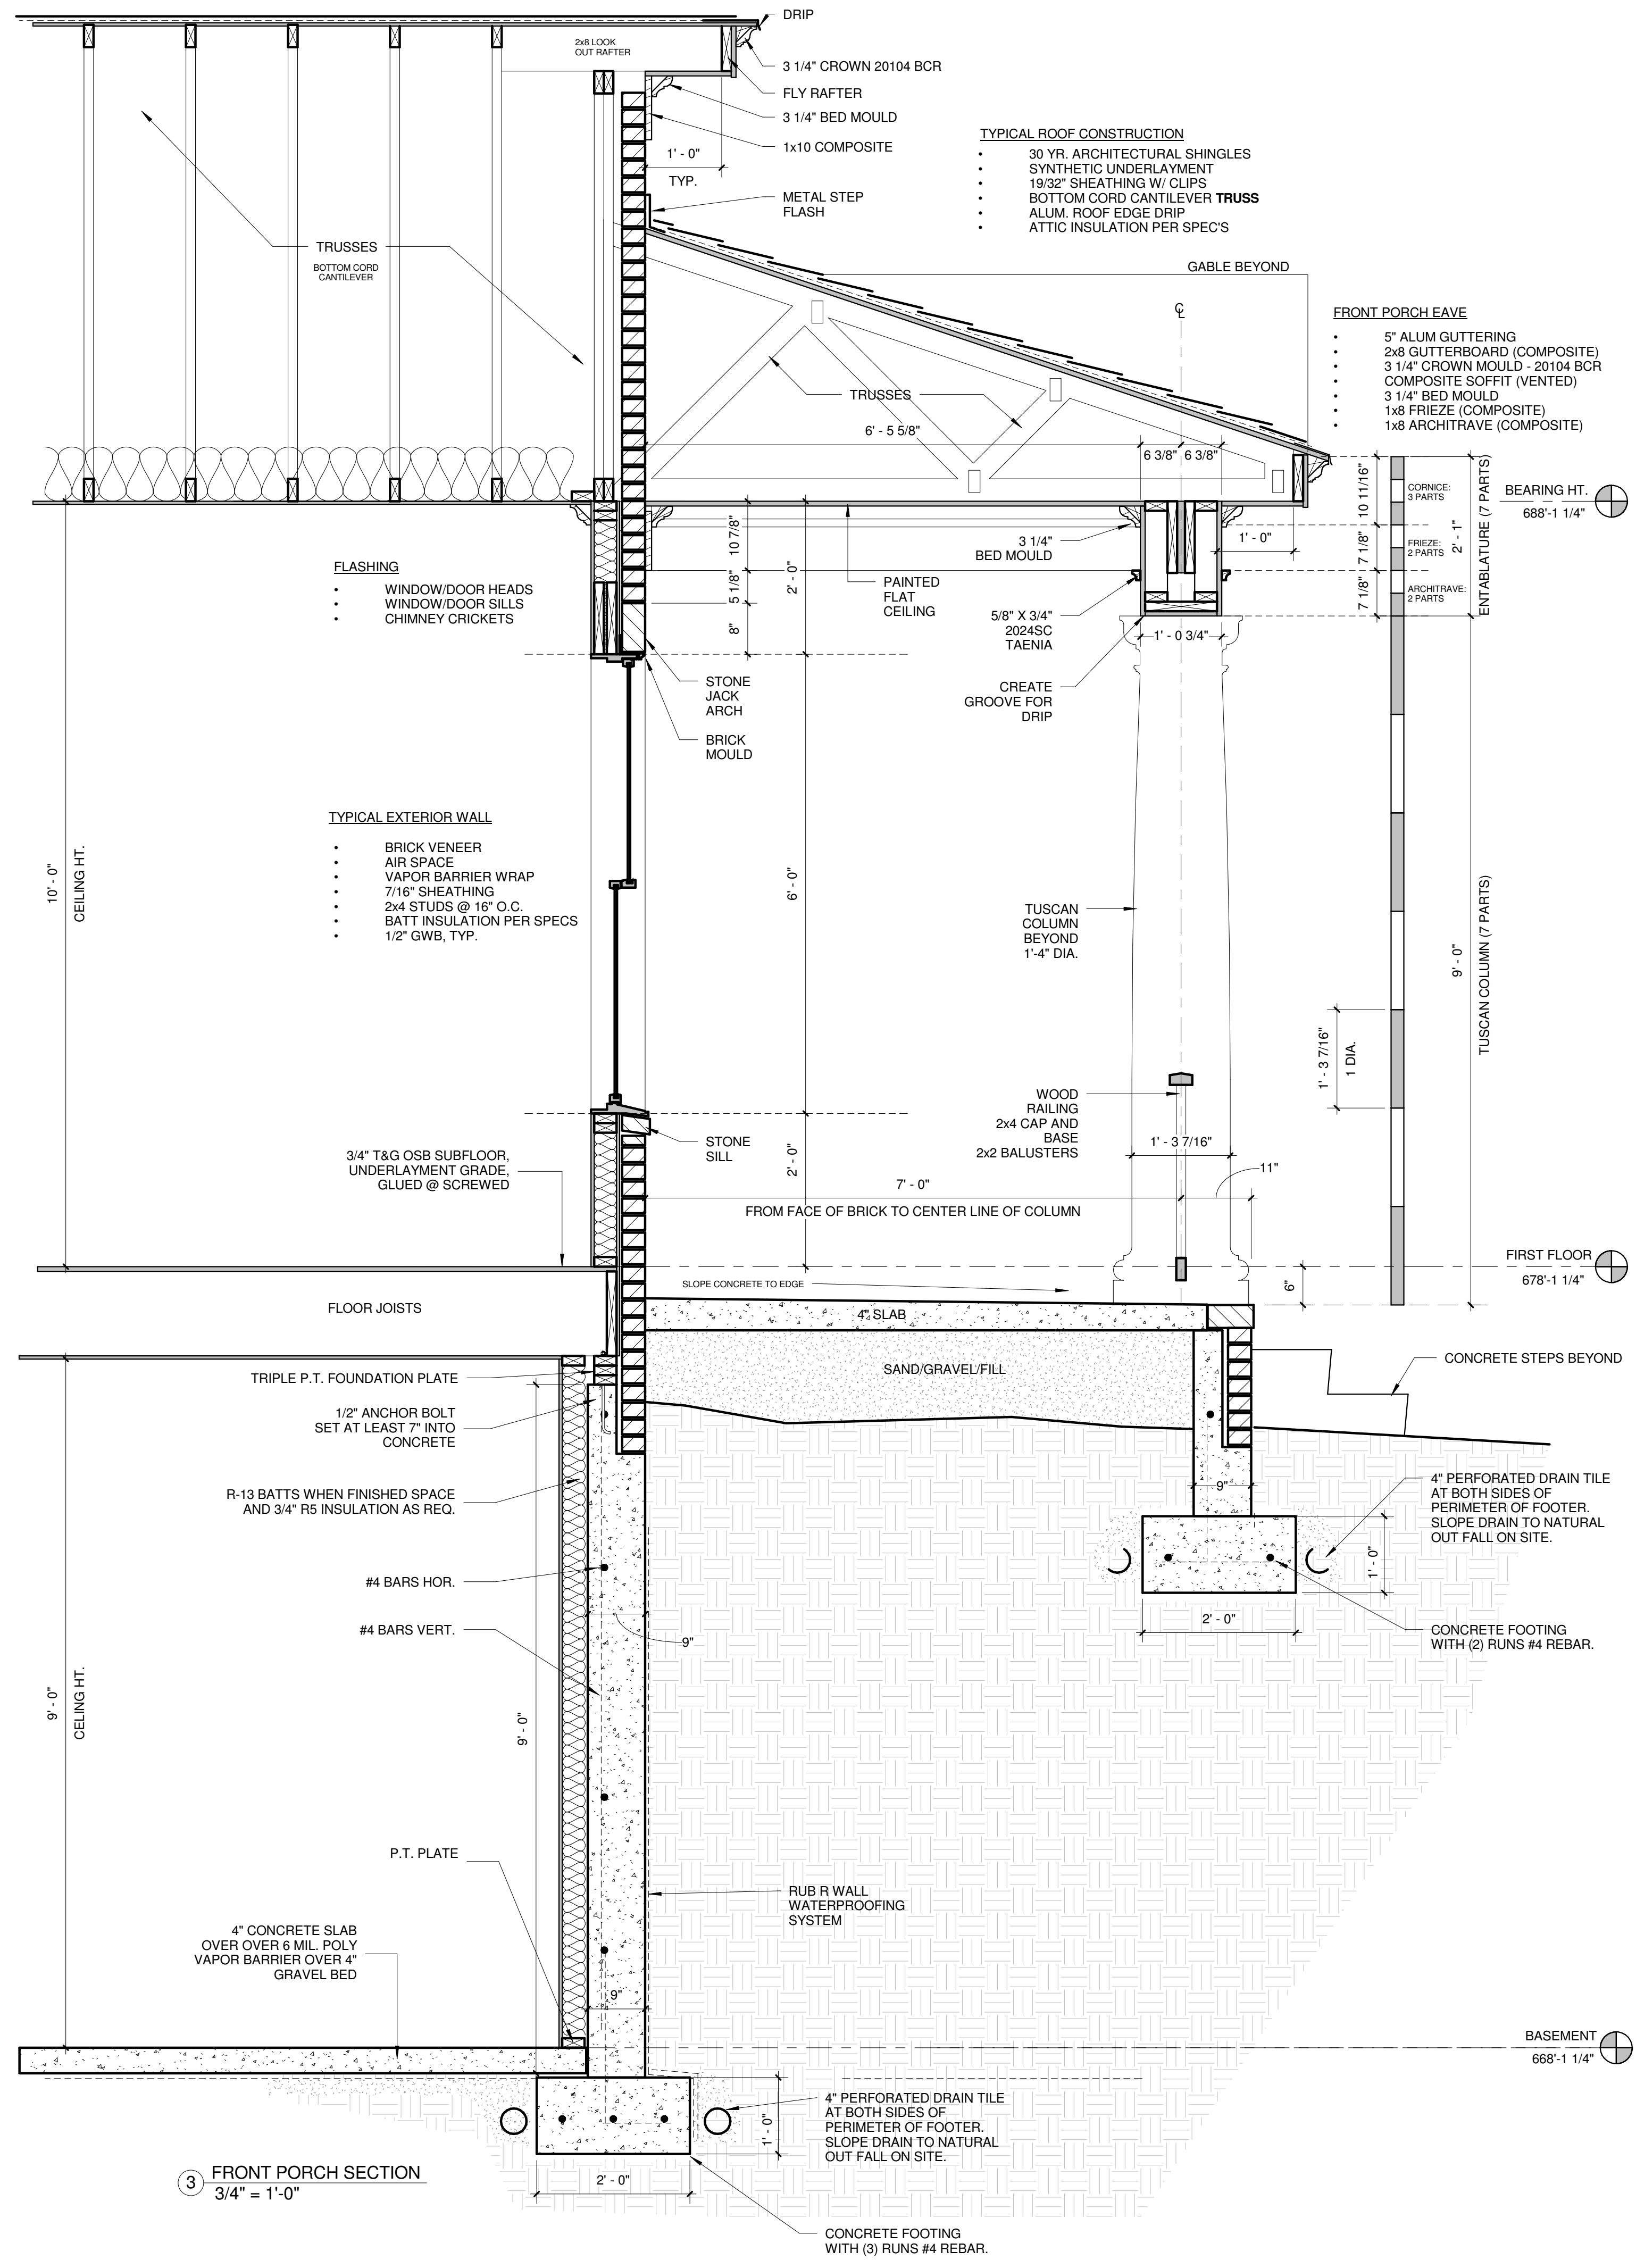 DRIP
2x8 LOOK
OUT RAFTER
3 1/4" CROWN 20104 BCR
FLY RAFTER
3 1/4" BED MOULD
1x10 COMPOSITE
1' - 0"
TYP.
METAL STEP
FLASH
TYPICAL ROOF CONSTRUCTION
• 30 YR. ARCHITECTURAL SHINGLES
• SYNTHETIC UNDERLAYMENT
• 19/32" SHEATHING W/ CLIPS
• BOTTOM CORD CANTILEVER TRUSS
• ALUM. ROOF EDGE DRIP
• ATTIC INSULATION PER SPEC'S
TRUSSES
BOTTOM CORD
CANTILEVER
GABLE BEYOND
℄
FRONT PORCH EAVE
• 5" ALUM GUTTERING
• 2x8 GUTTERBOARD (COMPOSITE)
• 3 1/4" CROWN MOULD - 20104 BCR
• COMPOSITE SOFFIT (VENTED)
• 3 1/4" BED MOULD
• 1x8 FRIEZE (COMPOSITE)
• 1x8 ARCHITRAVE (COMPOSITE)
TRUSSES
6' - 5 5/8"
6 3/8"
6 3/8"
10 11/16"
7 1/8"
7 1/8"
CORNICE:
3 PARTS
FRIEZE:
2 PARTS
ARCHITRAVE:
2 PARTS
2' - 1"
ENTABLATURE (7 PARTS)
BEARING HT.
688'-1 1/4"
10 7/8"
5 1/8"
8"
2' - 0"
3 1/4"
BED MOULD
1' - 0"
PAINTED
FLAT
CEILING
5/8" X 3/4"
2024SC
TAENIA
1' - 0 3/4"
CREATE
GROOVE FOR
DRIP
FLASHING
• WINDOW/DOOR HEADS
• WINDOW/DOOR SILLS
• CHIMNEY CRICKETS
STONE
JACK
ARCH
BRICK
MOULD
TYPICAL EXTERIOR WALL
• BRICK VENEER
• AIR SPACE
• VAPOR BARRIER WRAP
• 7/16" SHEATHING
• 2x4 STUDS @ 16" O.C.
• BATT INSULATION PER SPECS
• 1/2" GWB, TYP.
10' - 0"
CEILING HT.
6' - 0"
TUSCAN
COLUMN
BEYOND
1'-4" DIA.
9' - 0"
TUSCAN COLUMN (7 PARTS)
1' - 3 7/16"
1 DIA.
WOOD
RAILING
2x4 CAP AND
BASE
2x2 BALUSTERS
1' - 3 7/16"
11"
STONE
SILL
2' - 0"
3/4" T&G OSB SUBFLOOR,
UNDERLAYMENT GRADE,
GLUED @ SCREWED
7' - 0"
FROM FACE OF BRICK TO CENTER LINE OF COLUMN
FIRST FLOOR
678'-1 1/4"
6"
SLOPE CONCRETE TO EDGE
FLOOR JOISTS
4" SLAB
SAND/GRAVEL/FILL
CONCRETE STEPS BEYOND
TRIPLE P.T. FOUNDATION PLATE
1/2" ANCHOR BOLT
SET AT LEAST 7" INTO
CONCRETE
R-13 BATTS WHEN FINISHED SPACE
AND 3/4" R5 INSULATION AS REQ.
9"
4" PERFORATED DRAIN TILE
AT BOTH SIDES OF
PERIMETER OF FOOTER.
SLOPE DRAIN TO NATURAL
OUT FALL ON SITE.
1' - 0"
2' - 0"
CONCRETE FOOTING
WITH (2) RUNS #4 REBAR.
#4 BARS HOR.
#4 BARS VERT.
9"
9' - 0"
CELING HT.
9' - 0"
P.T. PLATE
RUB R WALL
WATERPROOFING
SYSTEM
4" CONCRETE SLAB
OVER OVER 6 MIL. POLY
VAPOR BARRIER OVER 4"
GRAVEL BED
9"
BASEMENT
668'-1 1/4"
4" PERFORATED DRAIN TILE
AT BOTH SIDES OF
PERIMETER OF FOOTER.
SLOPE DRAIN TO NATURAL
OUT FALL ON SITE.
1' - 0"
2' - 0"
CONCRETE FOOTING
WITH (3) RUNS #4 REBAR.
3 FRONT PORCH SECTION
3/4" = 1'-0"